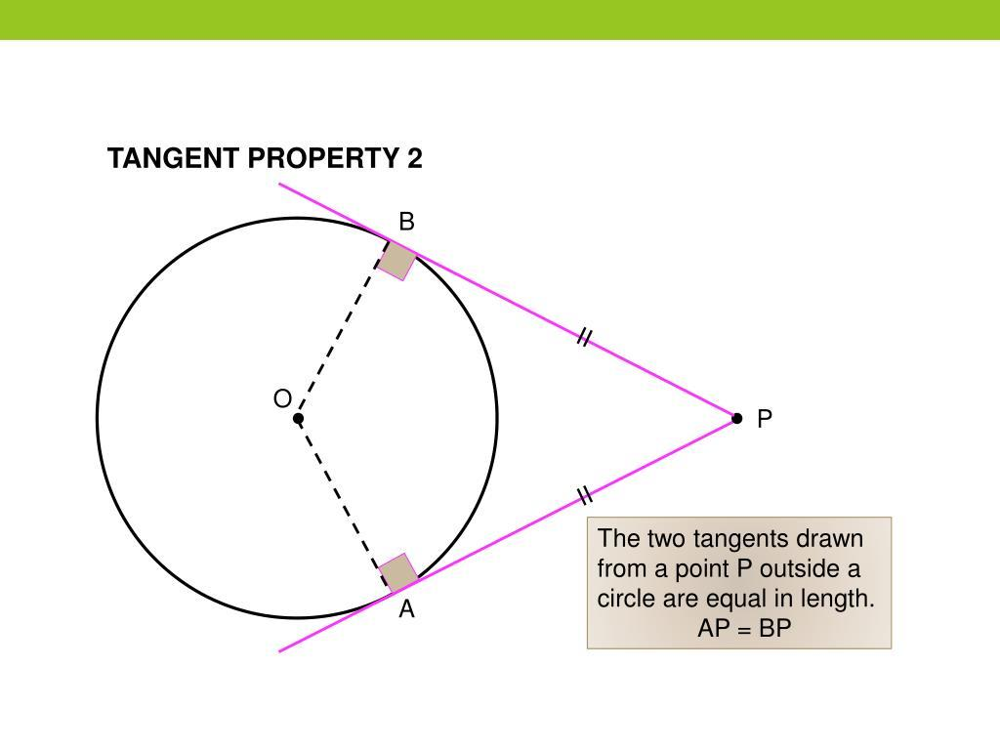 TANGENT PROPERTY 2
B
O
P
The two tangents drawn
from a point P outside a
circle are equal in length.
AP = BP
A